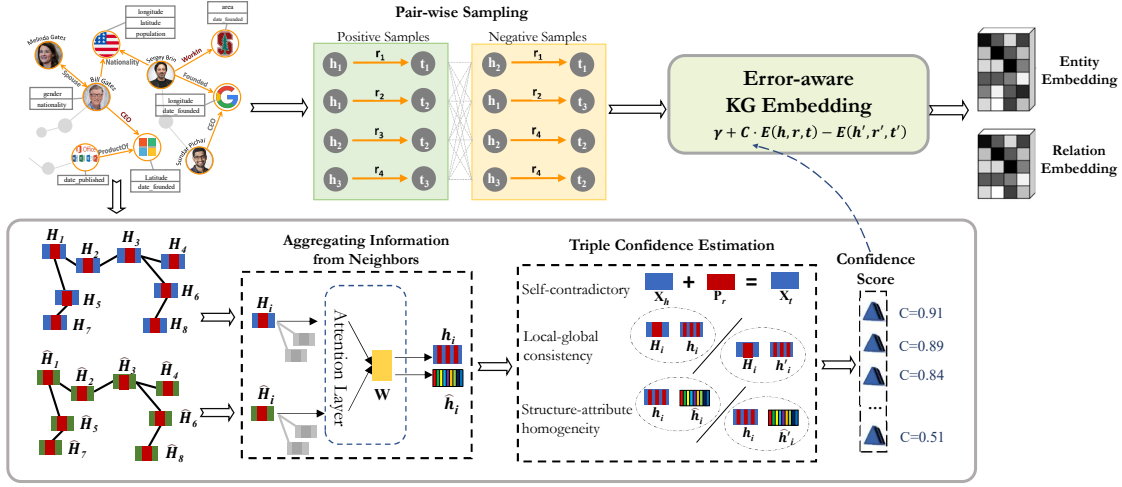 Pair-wise Sampling
longitude
latitude
population
area
date_founded
Melinda Gates
Nationality
Sergey Brin
WorkIn
Spouse
Bill Gates
Founded
gender
nationality
longitude
date_founded
CEO
CEO
Office
ProductOf
Sundar Pichai
date_published
Latitude
date_founded
Positive Samples
Negative Samples
h1 r1 t1
h2 r1 t1
h1 r2 t2
h1 r2 t3
h2 r3 t2
h2 r4 t3
h3 r4 t3
h3 r4 t2
Error-aware
KG Embedding
γ + C · E(h, r, t) − E(h′, r′, t′)
Entity
Embedding
Relation
Embedding
H1
H2
H3
H4
H5
H6
H7
H8
Ĥ1
Ĥ2
Ĥ3
Ĥ4
Ĥ5
Ĥ6
Ĥ7
Ĥ8
Aggregating Information
from Neighbors
Hi
Ĥi
Attention Layer
W
hi
ĥi
Triple Confidence Estimation
Self-contradictory
Xh + Pr = Xt
Local-global
consistency
Hi hi
Hi h′i
Structure-attribute
homogeneity
hi ĥi
hi ĥ′i
Confidence
Score
C=0.91
C=0.89
C=0.84
...
C=0.51